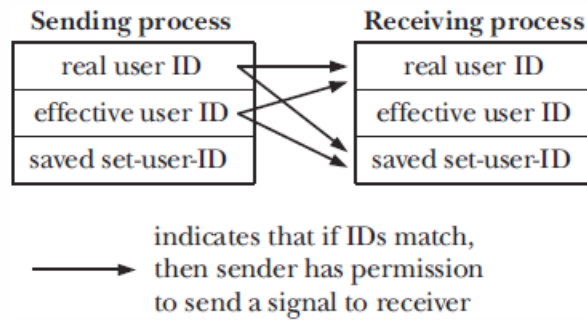 Sending process
Receiving process
real user ID
real user ID
effective user ID
effective user ID
saved set-user-ID
saved set-user-ID
indicates that if IDs match,
then sender has permission
to send a signal to receiver